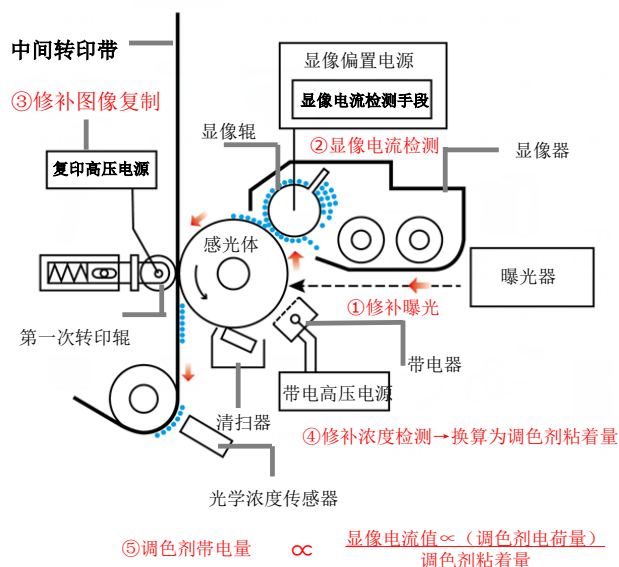 中间转印带
显像偏置电源
显像电流检测手段
③修补图像复制
显像辊
②显像电流检测
显像器
复印高压电源
感光体
曝光器
①修补曝光
第一次转印辊
带电器
带电高压电源
清扫器
④修补浓度检测→换算为调色剂粘着量
光学浓度传感器
⑤调色剂带电量 ∝ 显像电流值∝（调色剂电荷量）
调色剂粘着量